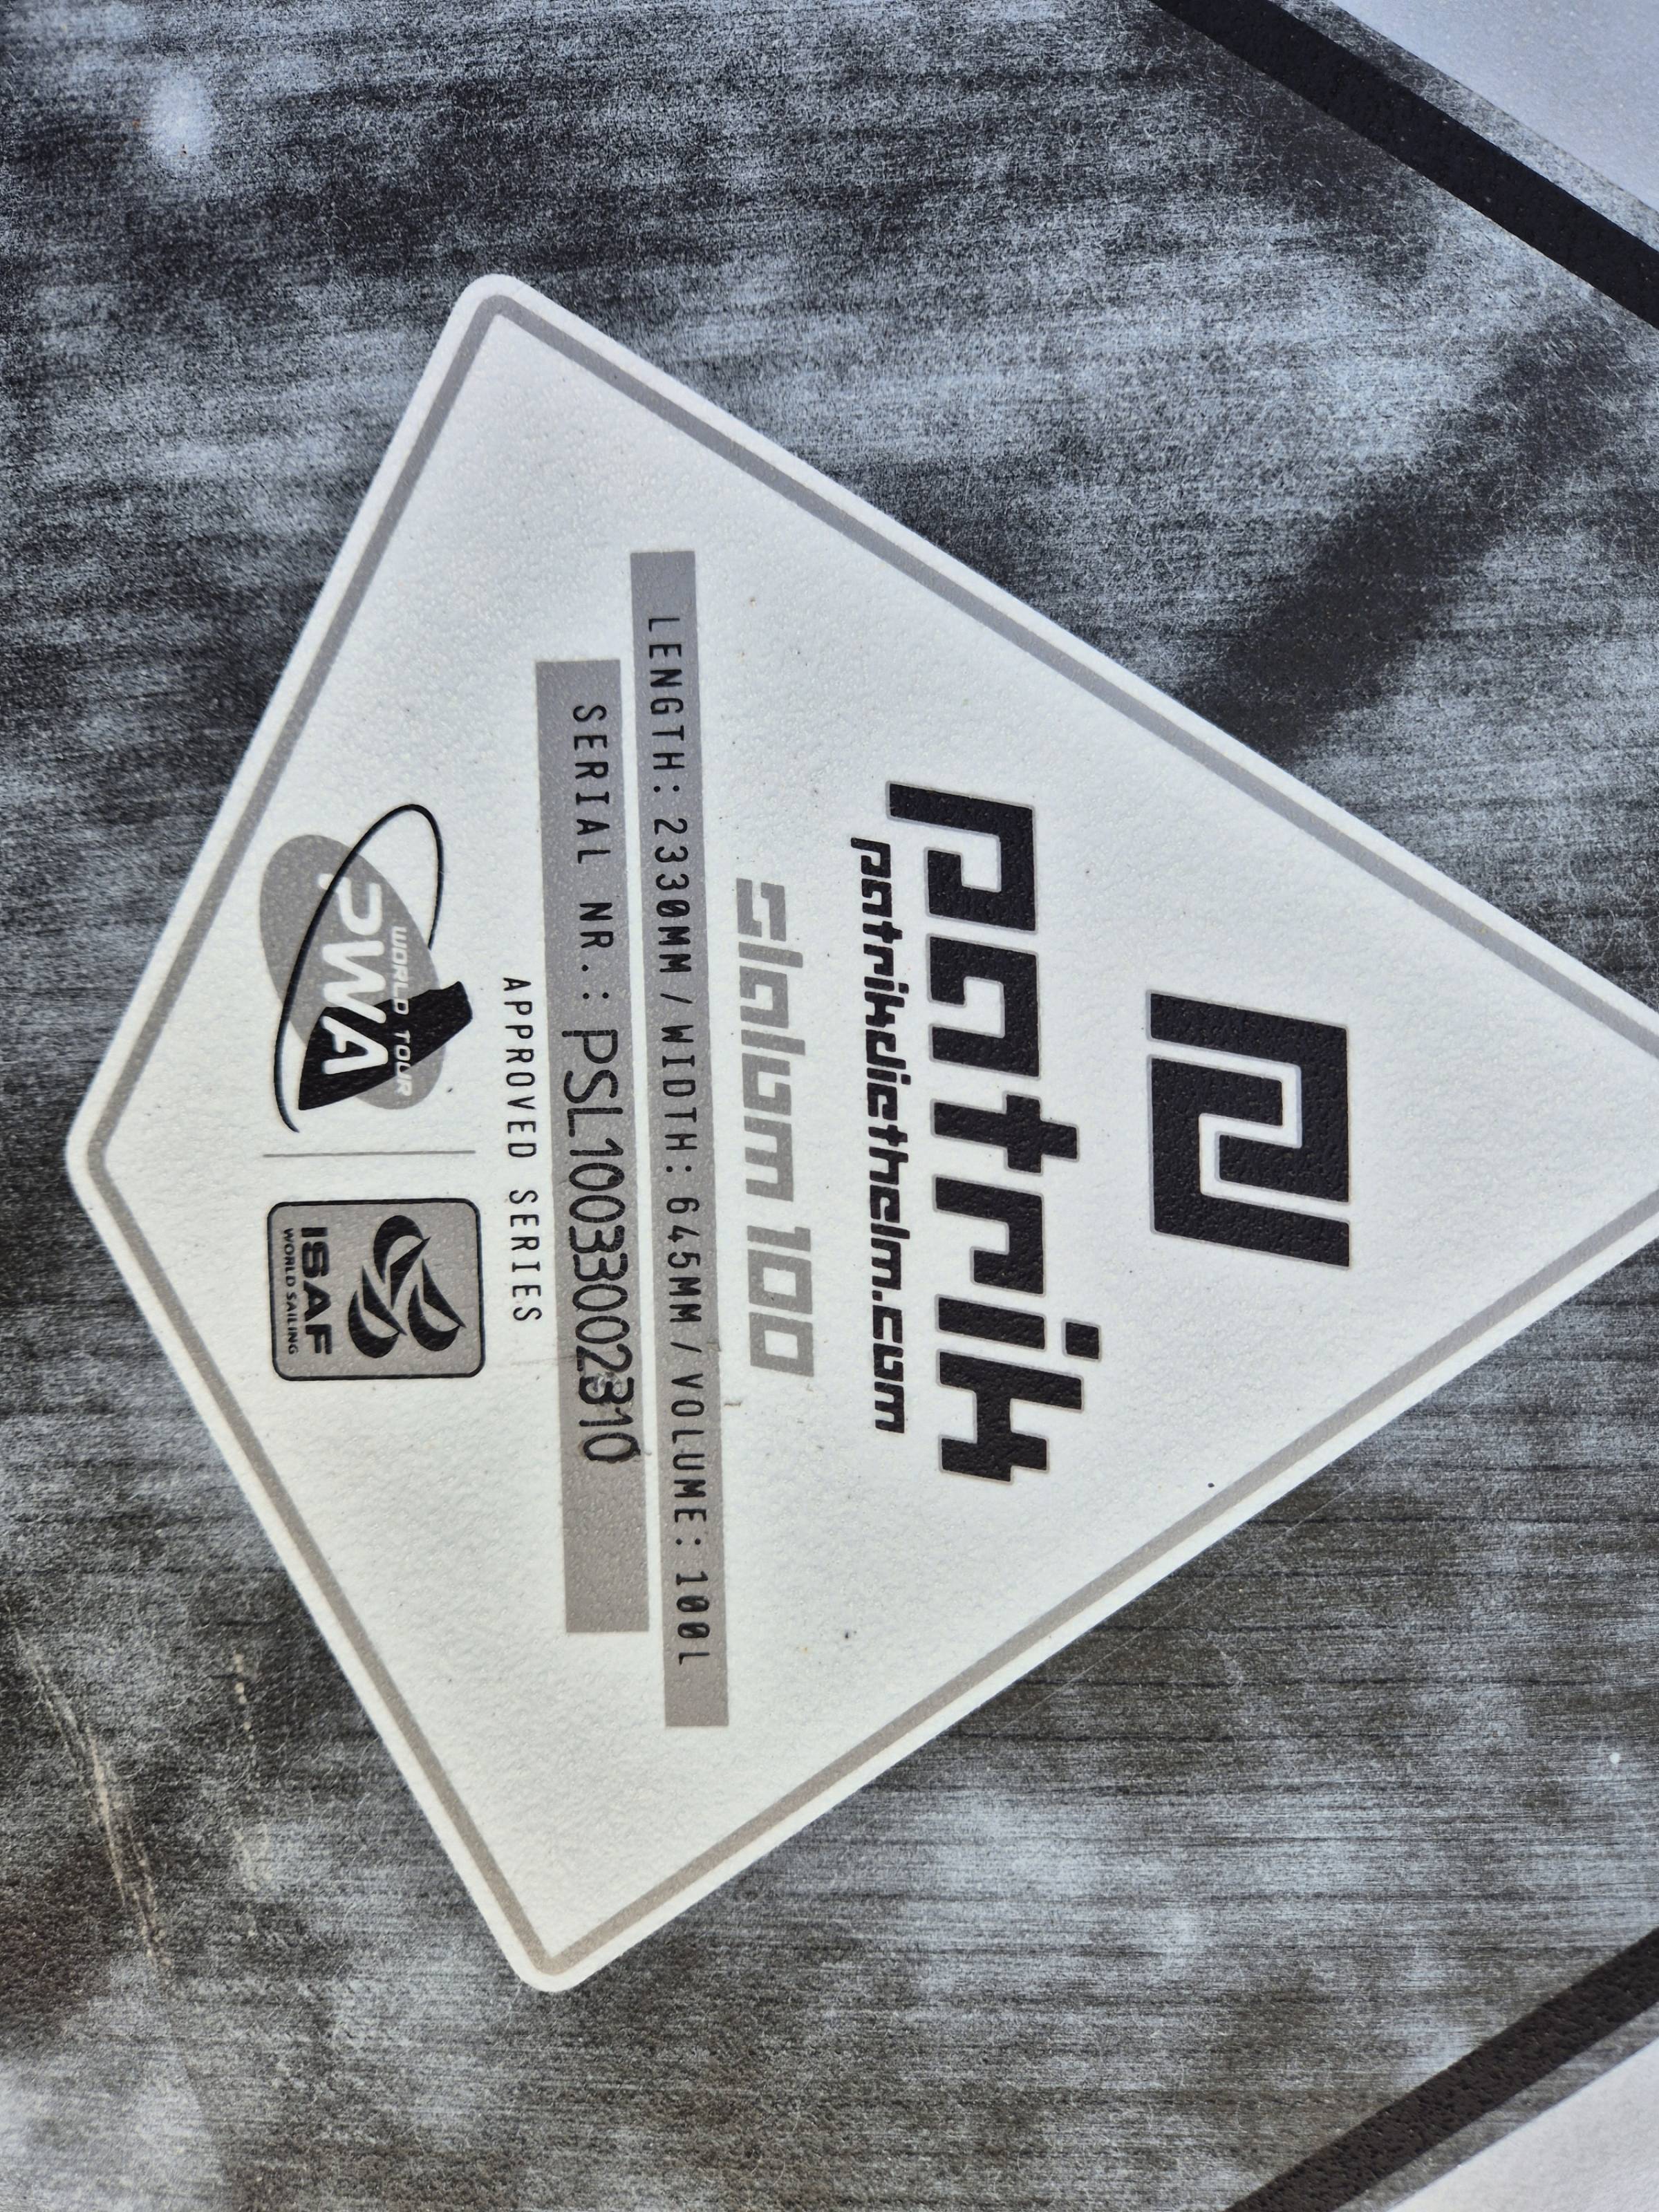 patrik
patrikdiethelm.com
slalom 100
LENGTH: 2330MM / WIDTH: 645MM / VOLUME: 100L
SERIAL NR.: PSL10033002310
APPROVED SERIES
WORLD TOUR
PWA
ISAF
WORLD SAILING